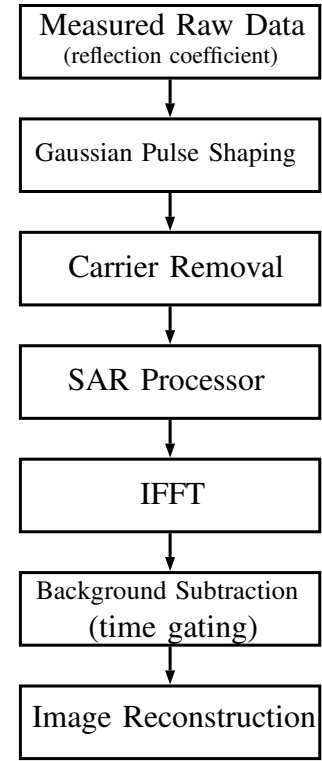 Measured Raw Data
(reflection coefficient)
Gaussian Pulse Shaping
Carrier Removal
SAR Processor
IFFT
Background Subtraction
(time gating)
Image Reconstruction